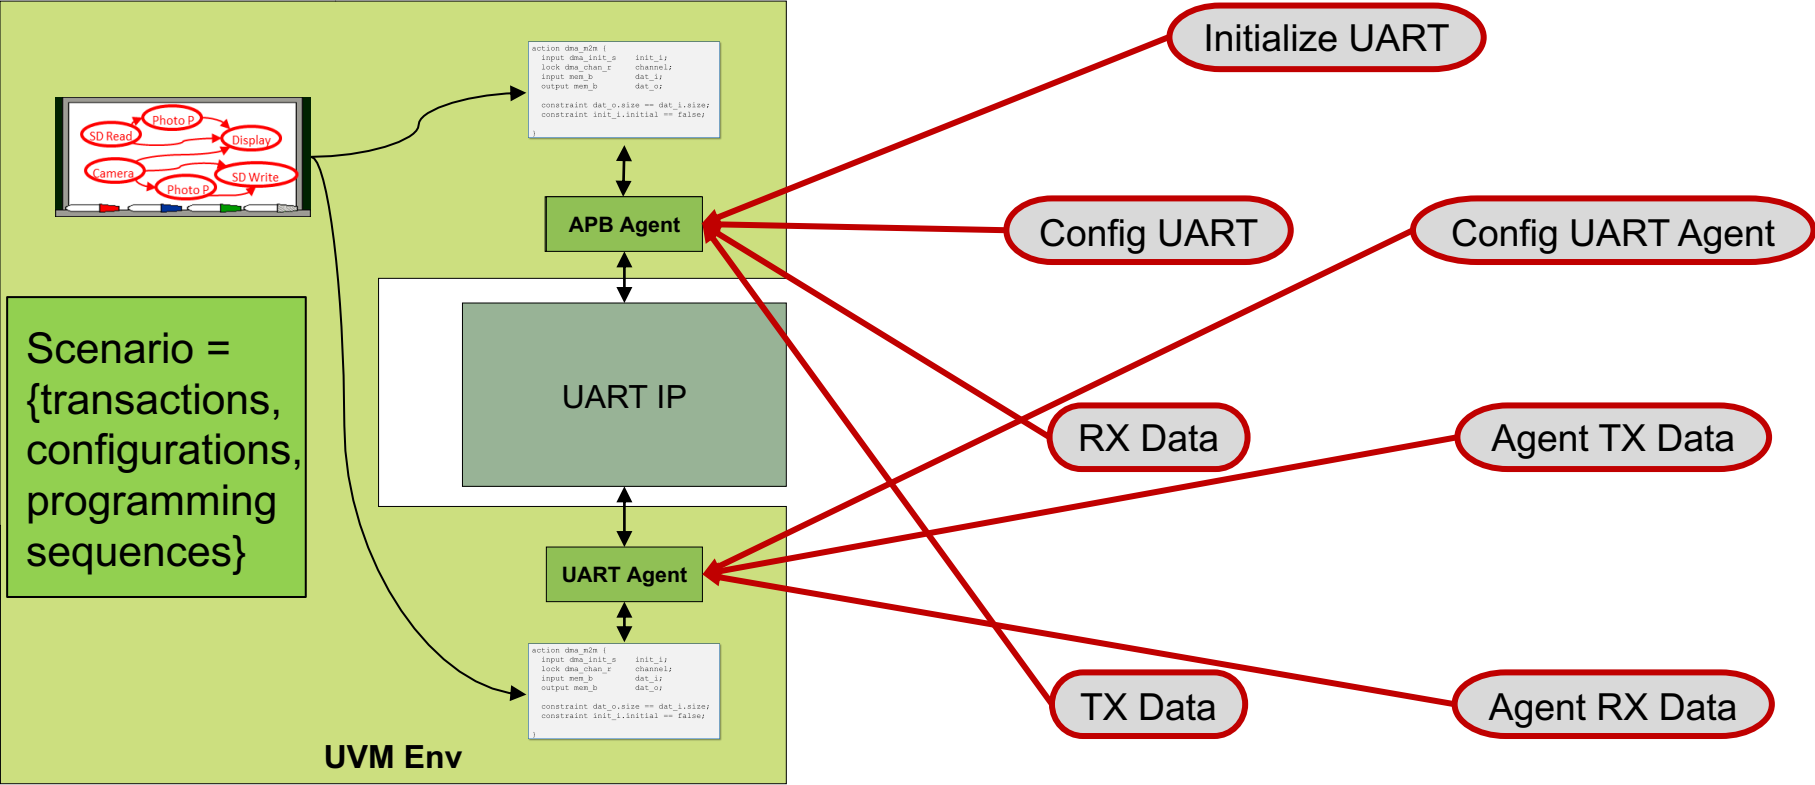 Initialize UART
action dma_m2m {
input dma_init_s init_i;
lock dma_chan_r channel;
input mem_b dat_i;
output mem_b dat_o;
constraint dat_o.size == dat_i.size;
constraint init_i.initial == false;
}
Photo P
SD Read
Display
Camera
SD Write
Photo P
APB Agent
Config UART
Config UART Agent
Scenario =
{transactions,
configurations,
programming
sequences}
UART IP
RX Data
Agent TX Data
UART Agent
action dma_m2m {
input dma_init_s init_i;
lock dma_chan_r channel;
input mem_b dat_i;
output mem_b dat_o;
constraint dat_o.size == dat_i.size;
constraint init_i.initial == false;
}
TX Data
Agent RX Data
UVM Env